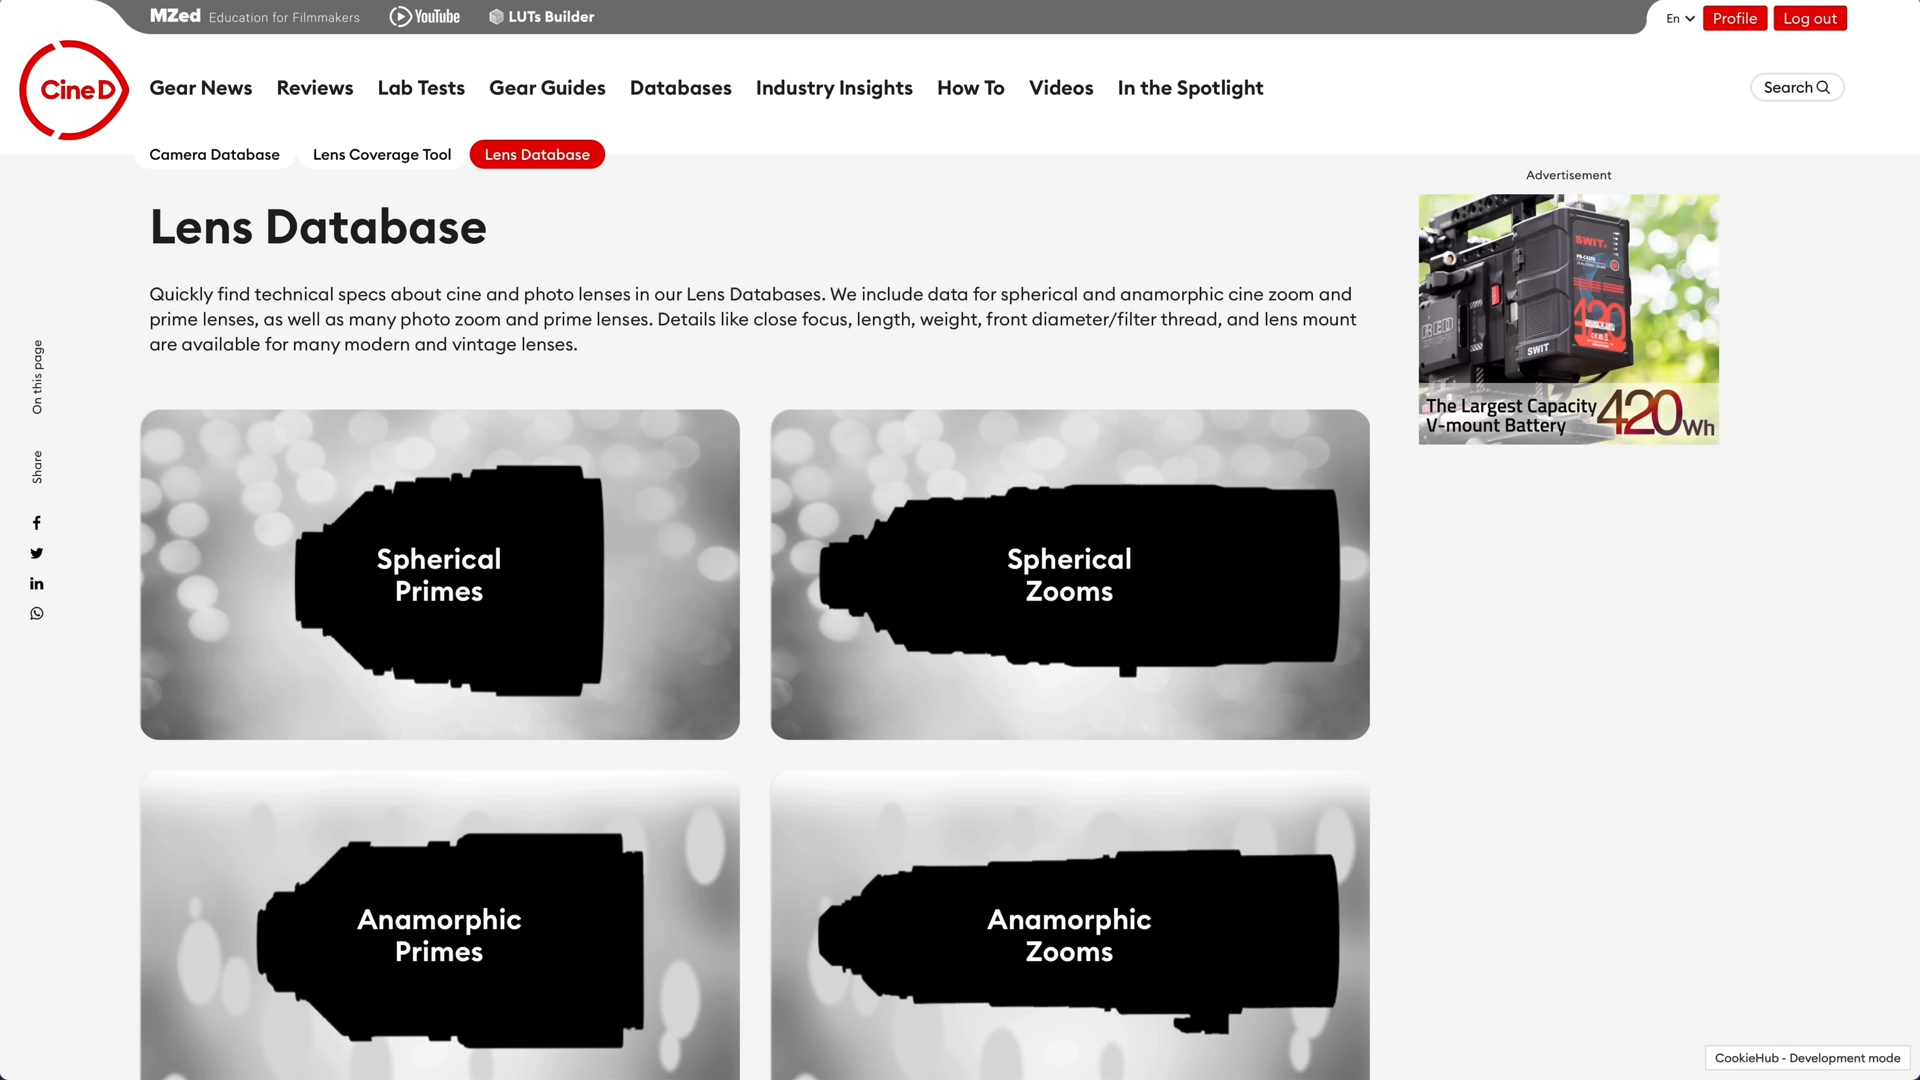 MZed Education for Filmmakers
YouTube
LUTs Builder
En
Profile
Log out
CineD
Gear News
Reviews
Lab Tests
Gear Guides
Databases
Industry Insights
How To
Videos
In the Spotlight
Search
Camera Database
Lens Coverage Tool
Lens Database
Advertisement
Lens Database
Quickly find technical specs about cine and photo lenses in our Lens Databases. We include data for spherical and anamorphic cine zoom and
prime lenses, as well as many photo zoom and prime lenses. Details like close focus, length, weight, front diameter/filter thread, and lens mount
are available for many modern and vintage lenses.
SWIT
420
RED
SWIT
The Largest Capacity
V-mount Battery
420Wh
On this page
Share
Spherical
Primes
Spherical
Zooms
Anamorphic
Primes
Anamorphic
Zooms
CookieHub - Development mode